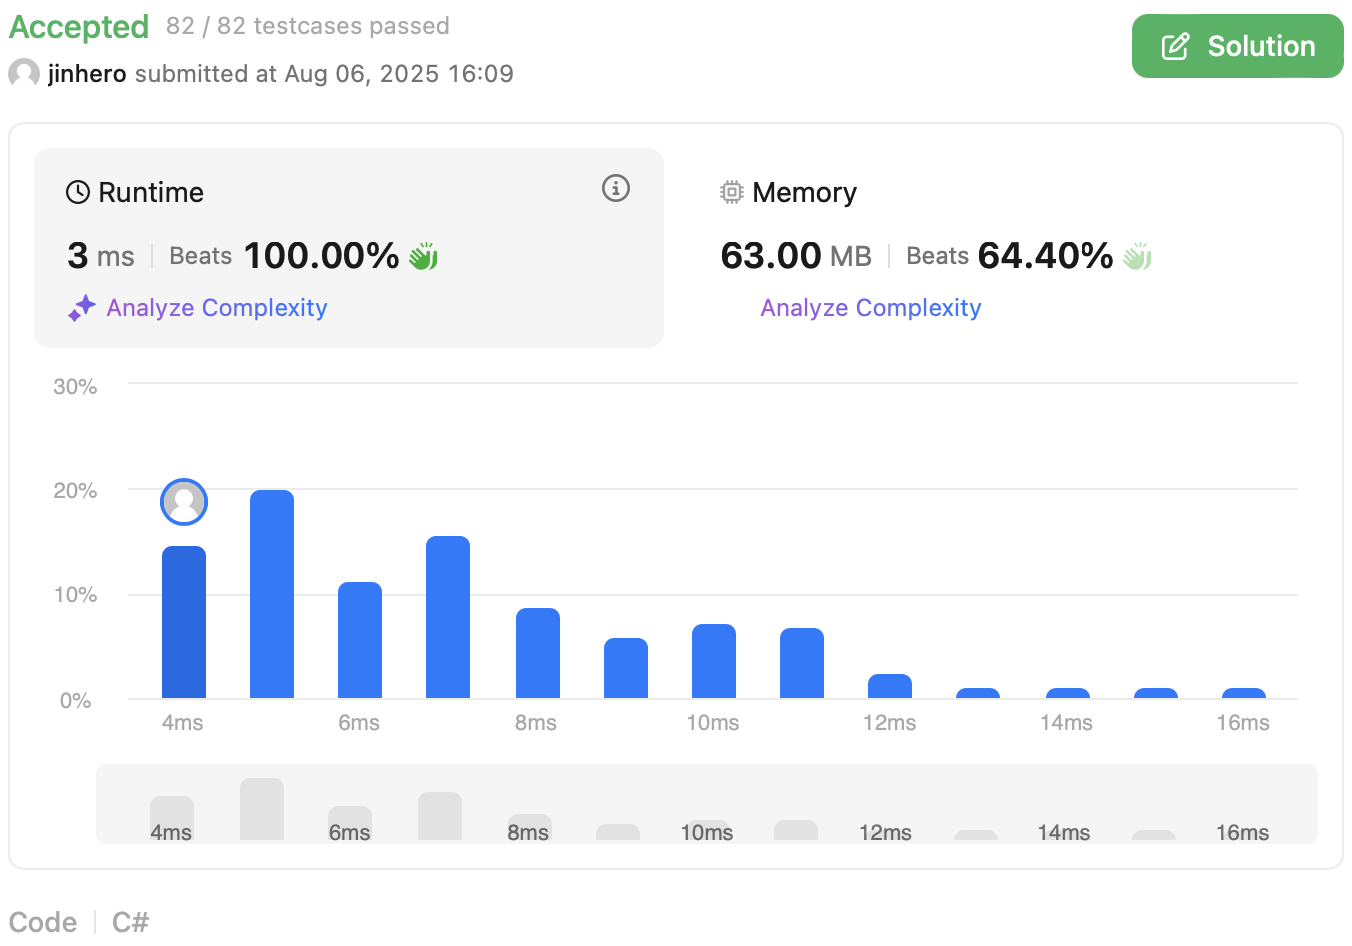 Accepted 82 / 82 testcases passed
Solution
jinhero submitted at Aug 06, 2025 16:09
Runtime
3 ms Beats 100.00%
Analyze Complexity
Memory
63.00 MB Beats 64.40%
Analyze Complexity
30%
20%
10%
0%
4ms 6ms 8ms 10ms 12ms 14ms 16ms
4ms 6ms 8ms 10ms 12ms 14ms 16ms
Code C#